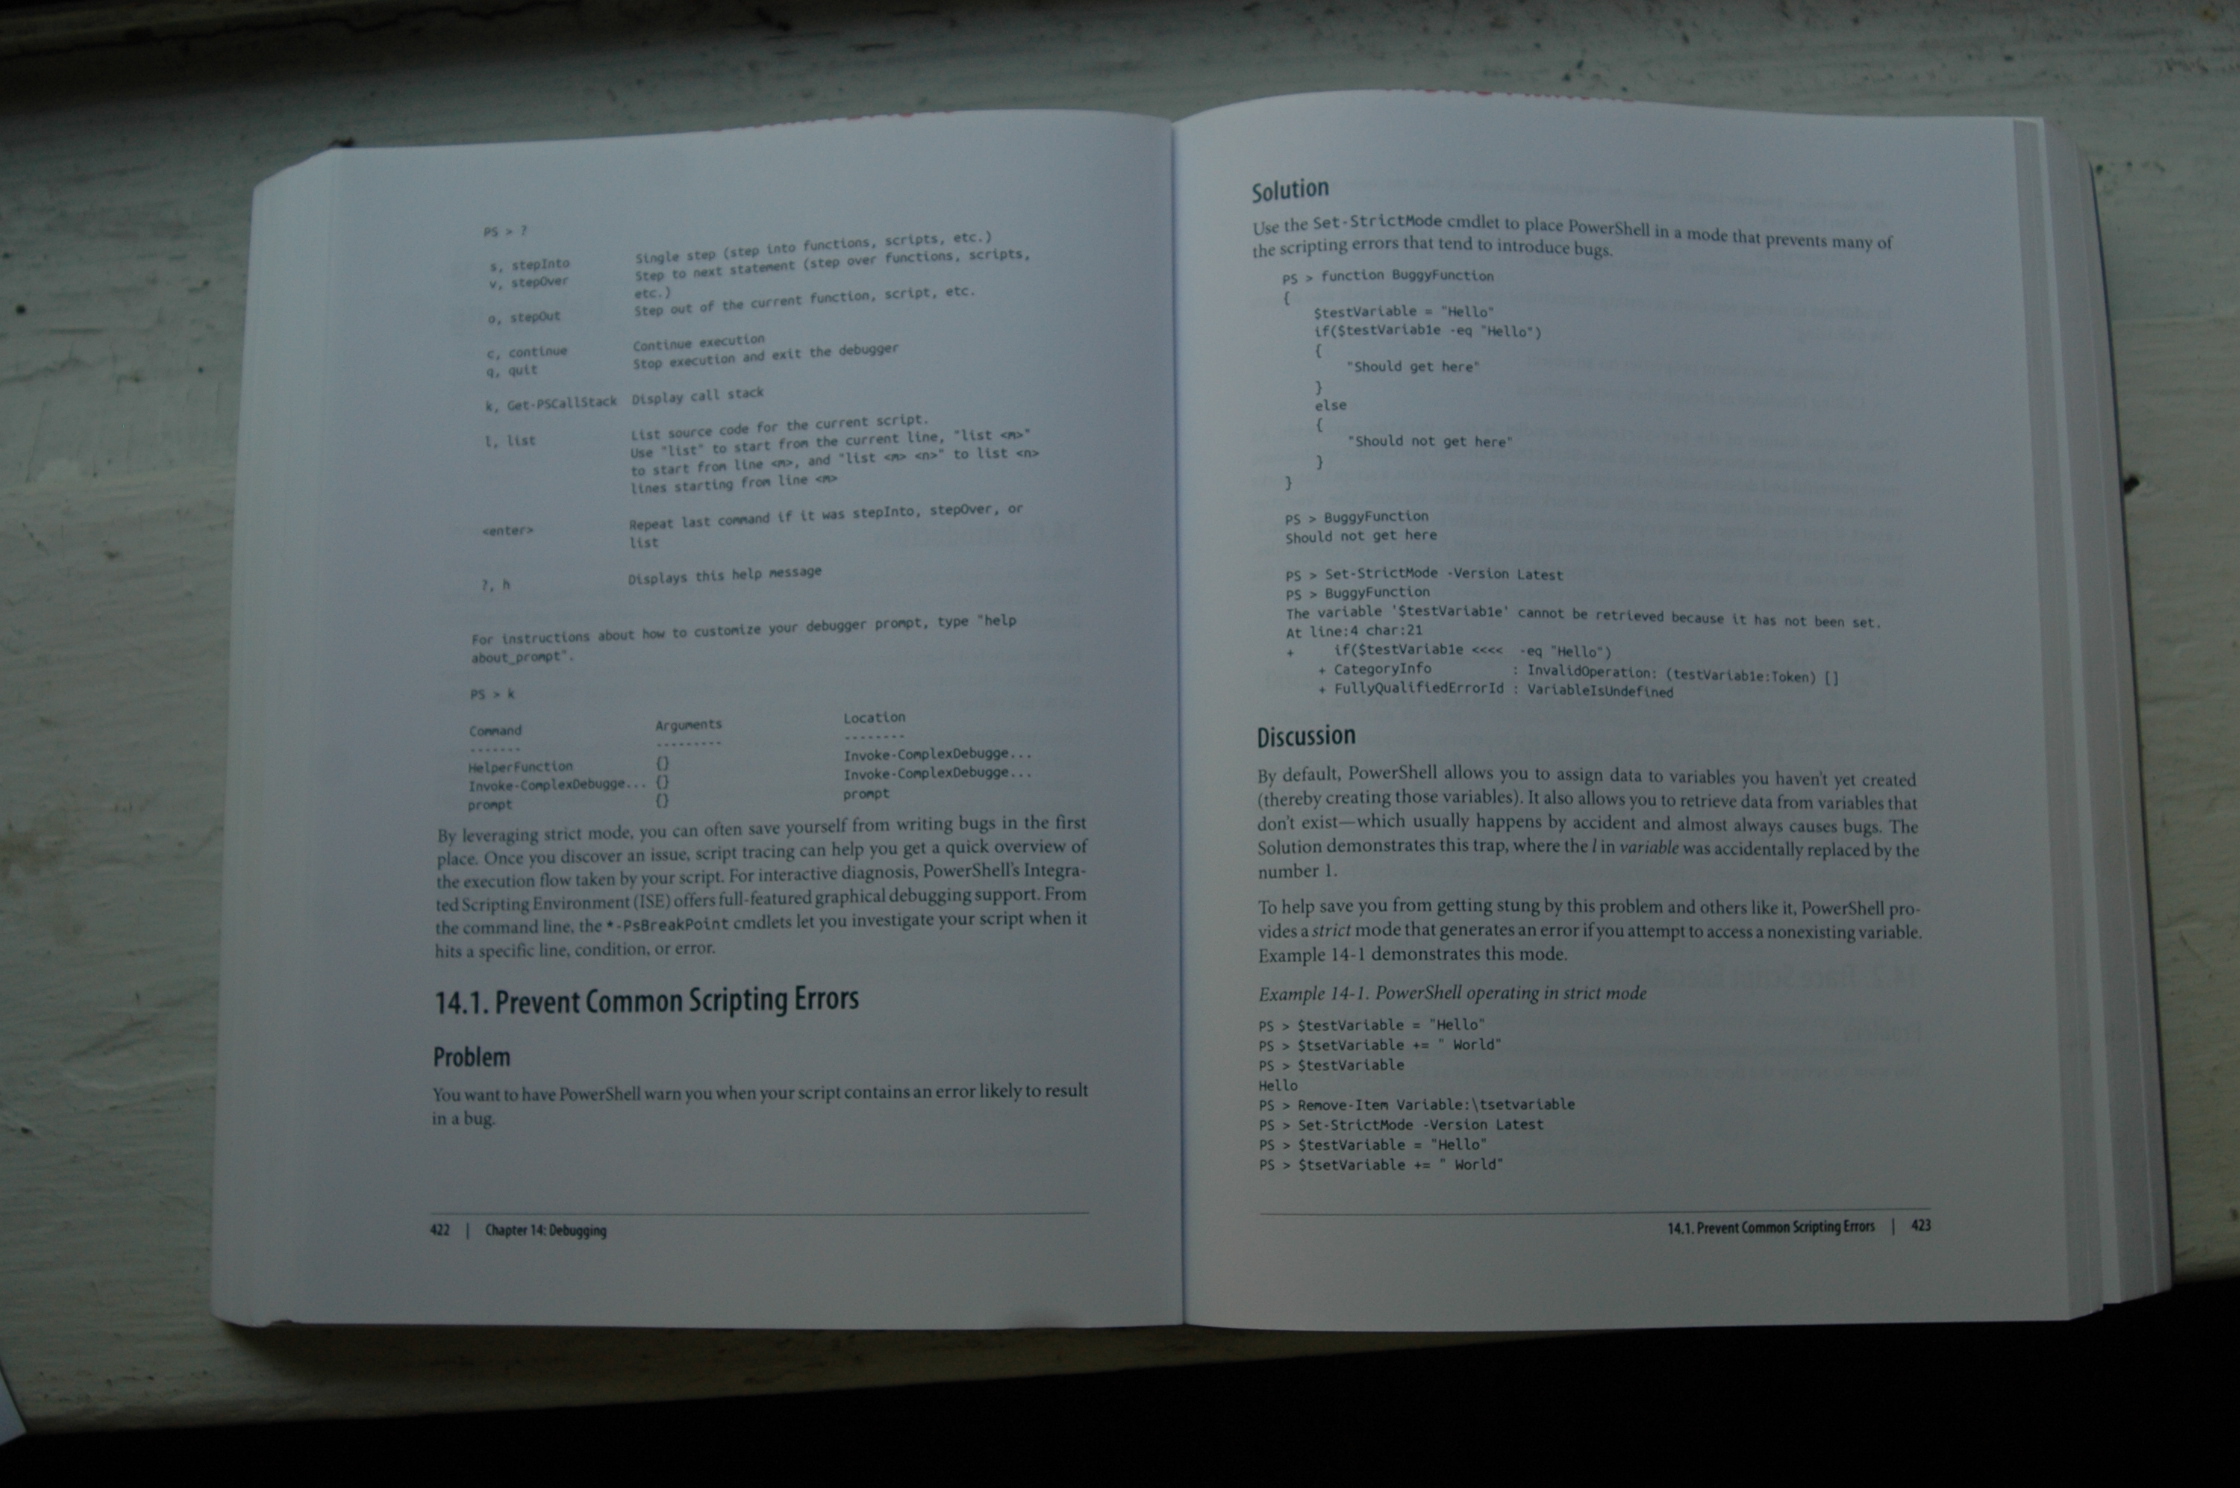 PS > ?
s, stepInto Single step (step into functions, scripts, etc.)
v, stepOver Step to next statement (step over functions, scripts,
etc.)
o, stepOut Step out of the current function, script, etc.
c, continue Continue execution
q, quit Stop execution and exit the debugger
k, Get-PSCallStack Display call stack
l, list List source code for the current script.
Use "list" to start from the current line, "list <m>"
to start from line <m>, and "list <m> <n>" to list <n>
lines starting from line <m>
<enter> Repeat last command if it was stepInto, stepOver, or
list
?, h Displays this help message
For instructions about how to customize your debugger prompt, type "help
about_prompt".
PS > k
Command Arguments Location
------- --------- --------
HelperFunction {} Invoke-ComplexDebugge...
Invoke-ComplexDebugge... {} Invoke-ComplexDebugge...
prompt {} prompt
By leveraging strict mode, you can often save yourself from writing bugs in the first
place. Once you discover an issue, script tracing can help you get a quick overview of
the execution flow taken by your script. For interactive diagnosis, PowerShell's Integra-
ted Scripting Environment (ISE) offers full-featured graphical debugging support. From
the command line, the *-PsBreakPoint cmdlets let you investigate your script when it
hits a specific line, condition, or error.
14.1. Prevent Common Scripting Errors
Problem
You want to have PowerShell warn you when your script contains an error likely to result
in a bug.
422 | Chapter 14: Debugging
Solution
Use the Set-StrictMode cmdlet to place PowerShell in a mode that prevents many of
the scripting errors that tend to introduce bugs.
PS > function BuggyFunction
{
$testVariable = "Hello"
if($testVariab1e -eq "Hello")
{
"Should get here"
}
else
{
"Should not get here"
}
}
PS > BuggyFunction
Should not get here
PS > Set-StrictMode -Version Latest
PS > BuggyFunction
The variable '$testVariab1e' cannot be retrieved because it has not been set.
At line:4 char:21
+ if($testVariab1e <<<< -eq "Hello")
+ CategoryInfo : InvalidOperation: (testVariab1e:Token) []
+ FullyQualifiedErrorId : VariableIsUndefined
Discussion
By default, PowerShell allows you to assign data to variables you haven't yet created
(thereby creating those variables). It also allows you to retrieve data from variables that
don't exist—which usually happens by accident and almost always causes bugs. The
Solution demonstrates this trap, where the l in variable was accidentally replaced by the
number 1.
To help save you from getting stung by this problem and others like it, PowerShell pro-
vides a strict mode that generates an error if you attempt to access a nonexisting variable.
Example 14-1 demonstrates this mode.
Example 14-1. PowerShell operating in strict mode
PS > $testVariable = "Hello"
PS > $tsetVariable += " World"
PS > $testVariable
Hello
PS > Remove-Item Variable:\tsetvariable
PS > Set-StrictMode -Version Latest
PS > $testVariable = "Hello"
PS > $tsetVariable += " World"
14.1. Prevent Common Scripting Errors | 423